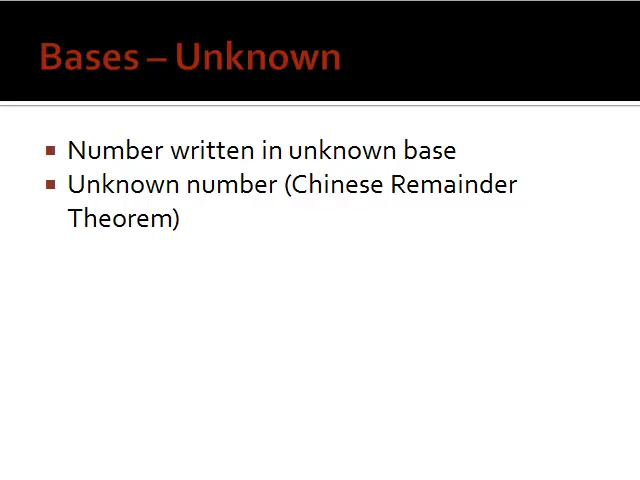 Bases – Unknown
▪ Number written in unknown base
▪ Unknown number (Chinese Remainder
Theorem)